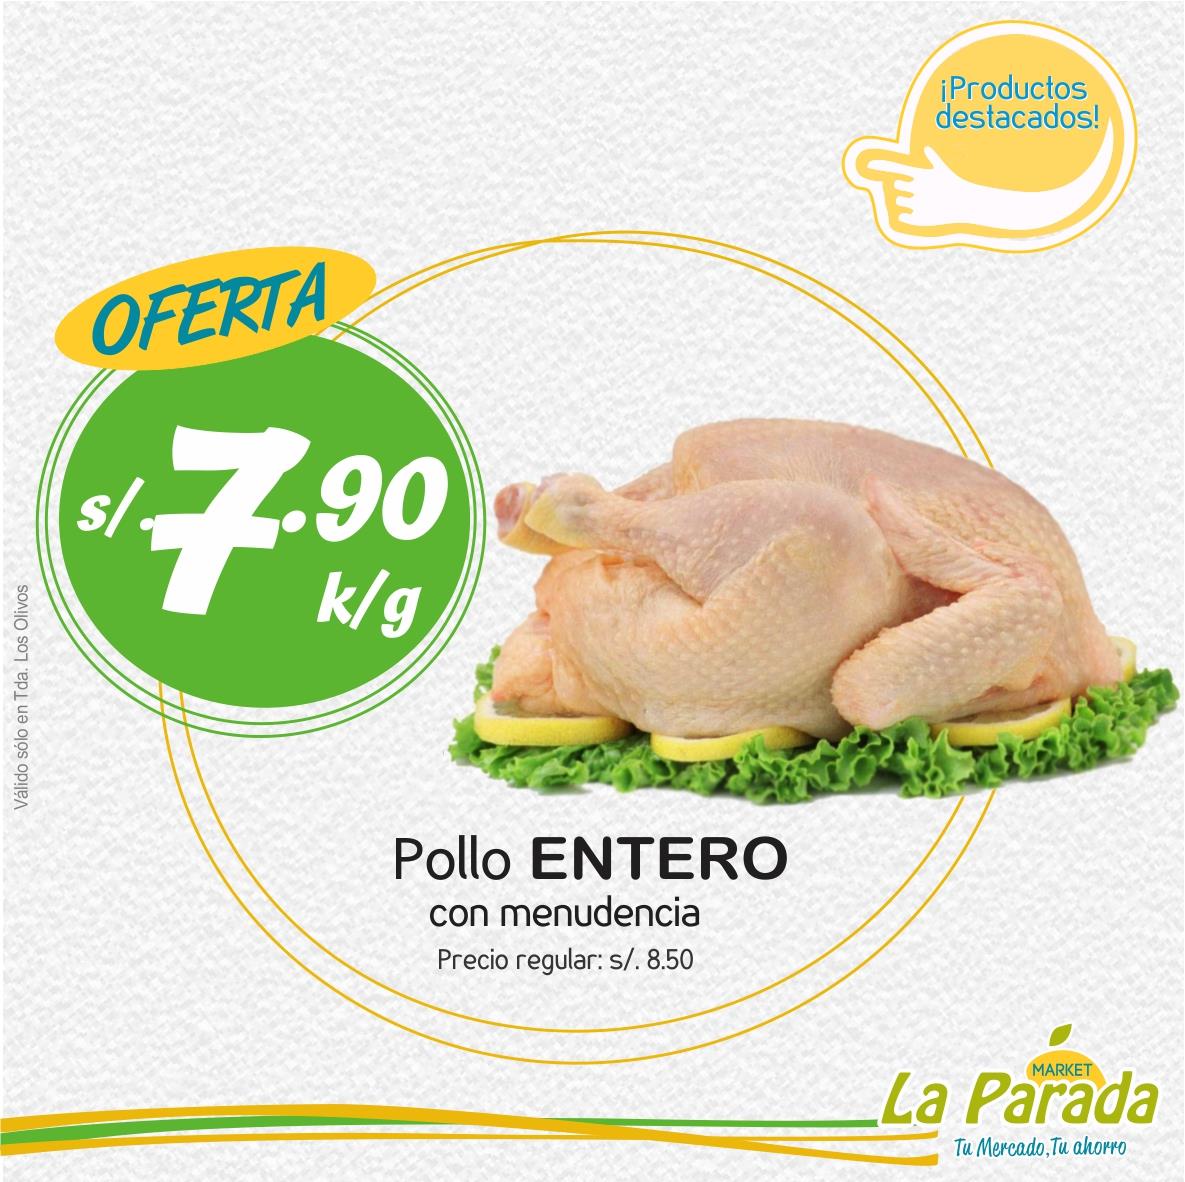 ¡Productos
destacados!
OFERTA
s/.7.90
k/g
Válido sólo en Tda. Los Olivos
Pollo ENTERO
con menudencia
Precio regular: s/. 8.50
MARKET
La Parada
Tu Mercado,Tu ahorro